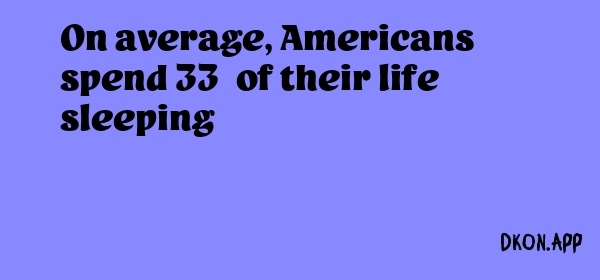 On average, Americans
spend 33 of their life
sleeping
DKON.APP